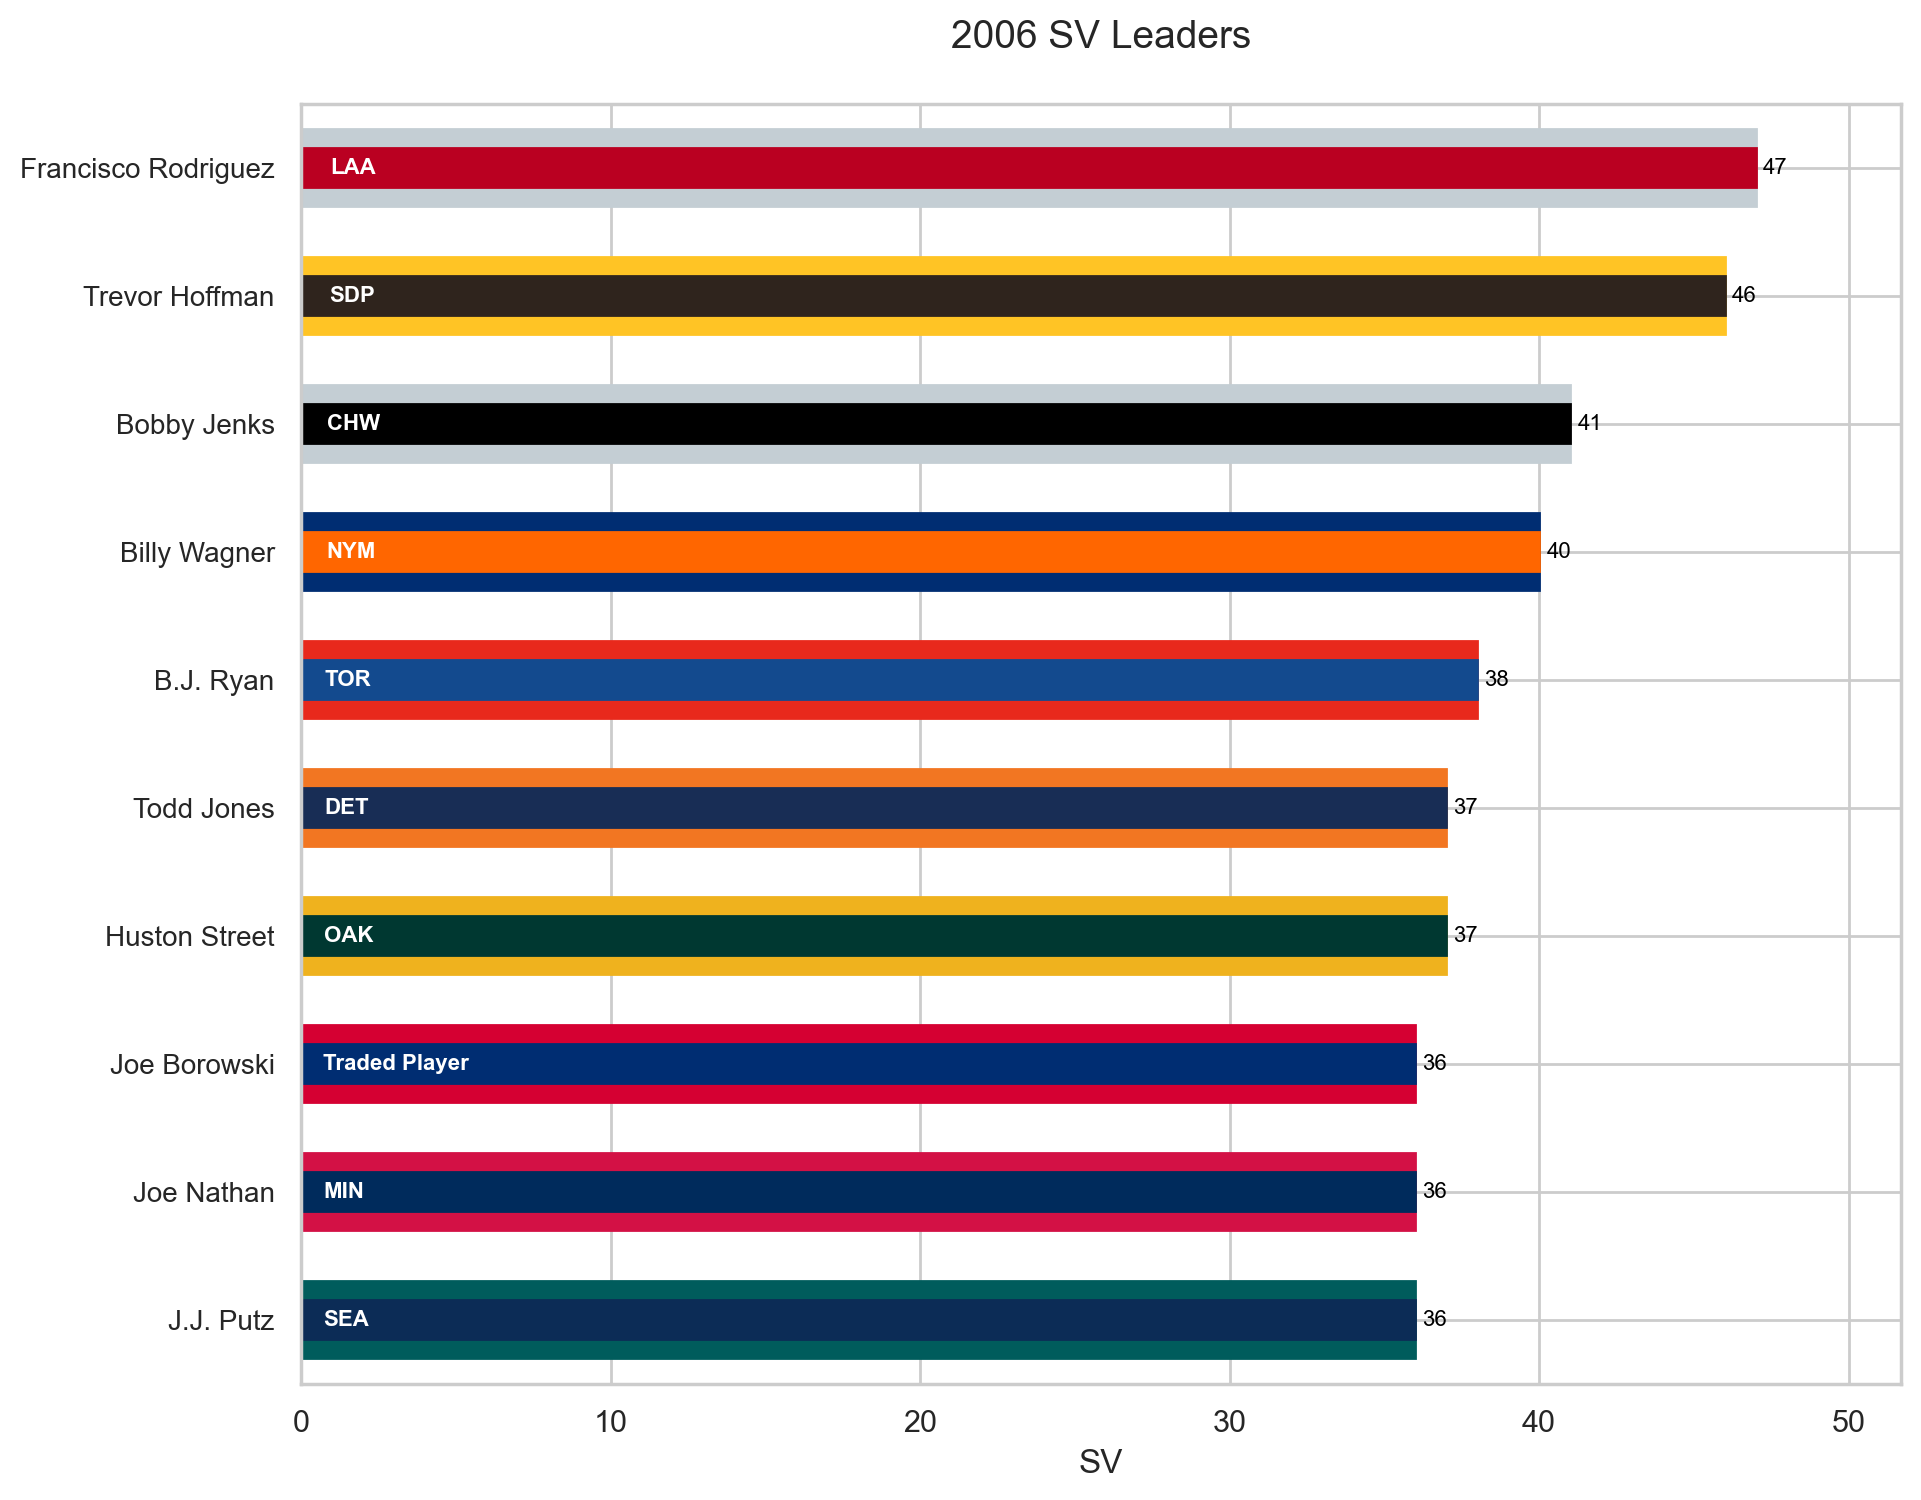 2006 SV Leaders
Francisco Rodriguez LAA 47
Trevor Hoffman SDP 46
Bobby Jenks CHW 41
Billy Wagner NYM 40
B.J. Ryan TOR 38
Todd Jones DET 37
Huston Street OAK 37
Joe Borowski Traded Player 36
Joe Nathan MIN 36
J.J. Putz SEA 36
0 10 20 30 40 50
SV